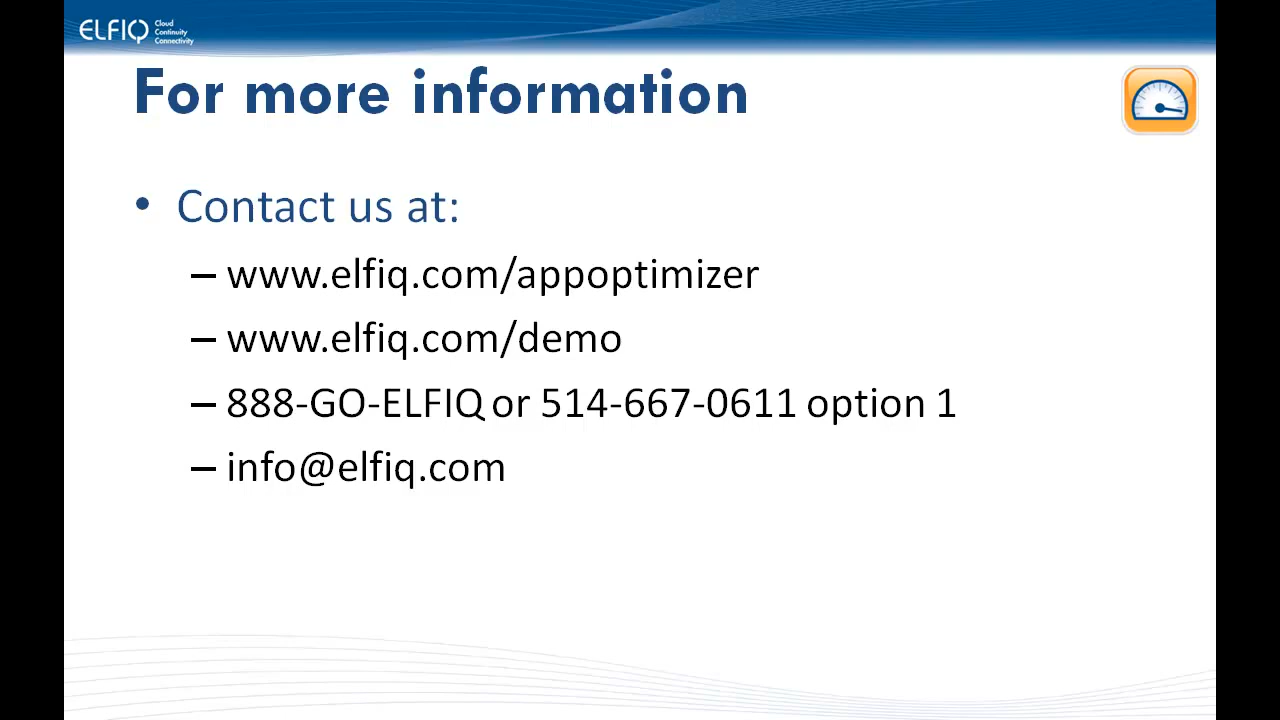 ELFIQ
Cloud
Continuity
Connectivity
For more information
• Contact us at:
– www.elfiq.com/appoptimizer
– www.elfiq.com/demo
– 888-GO-ELFIQ or 514-667-0611 option 1
– info@elfiq.com